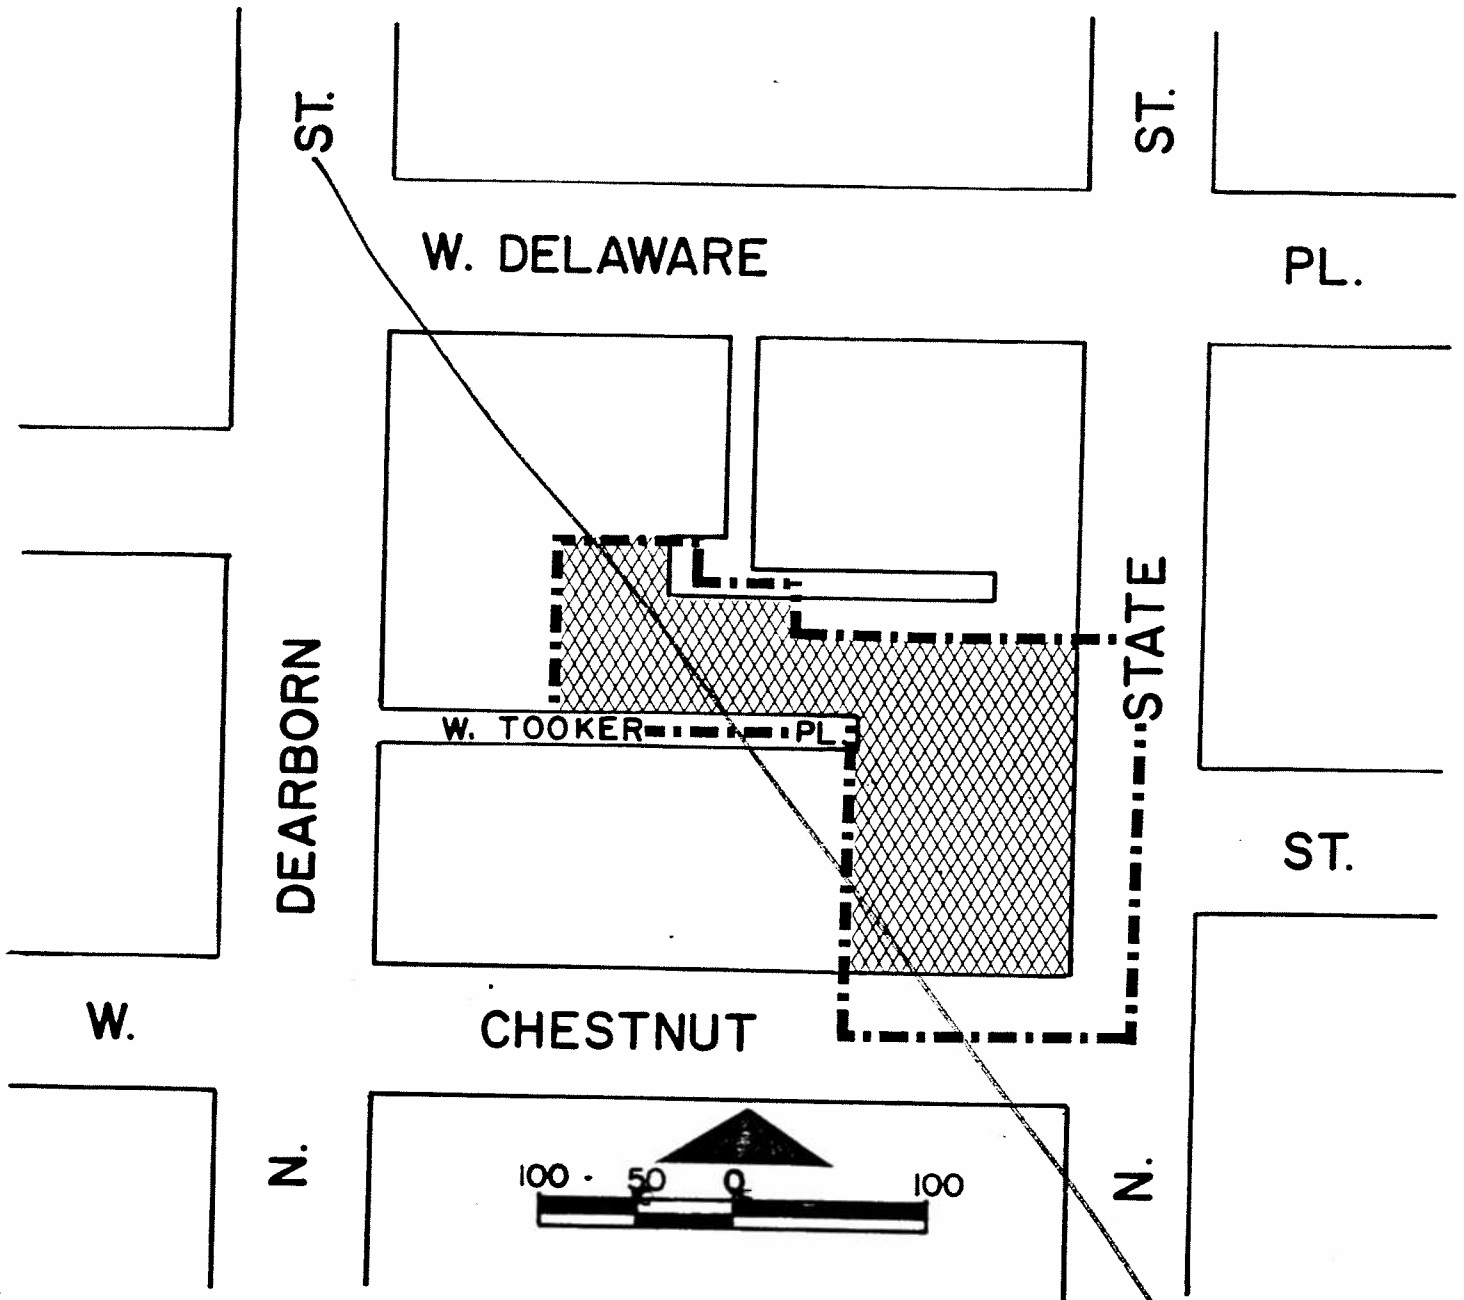 ST.
ST.
W. DELAWARE PL.
STATE
DEARBORN
W. TOOKER PL.
ST.
W. CHESTNUT
N.
N.
100 50 0 100